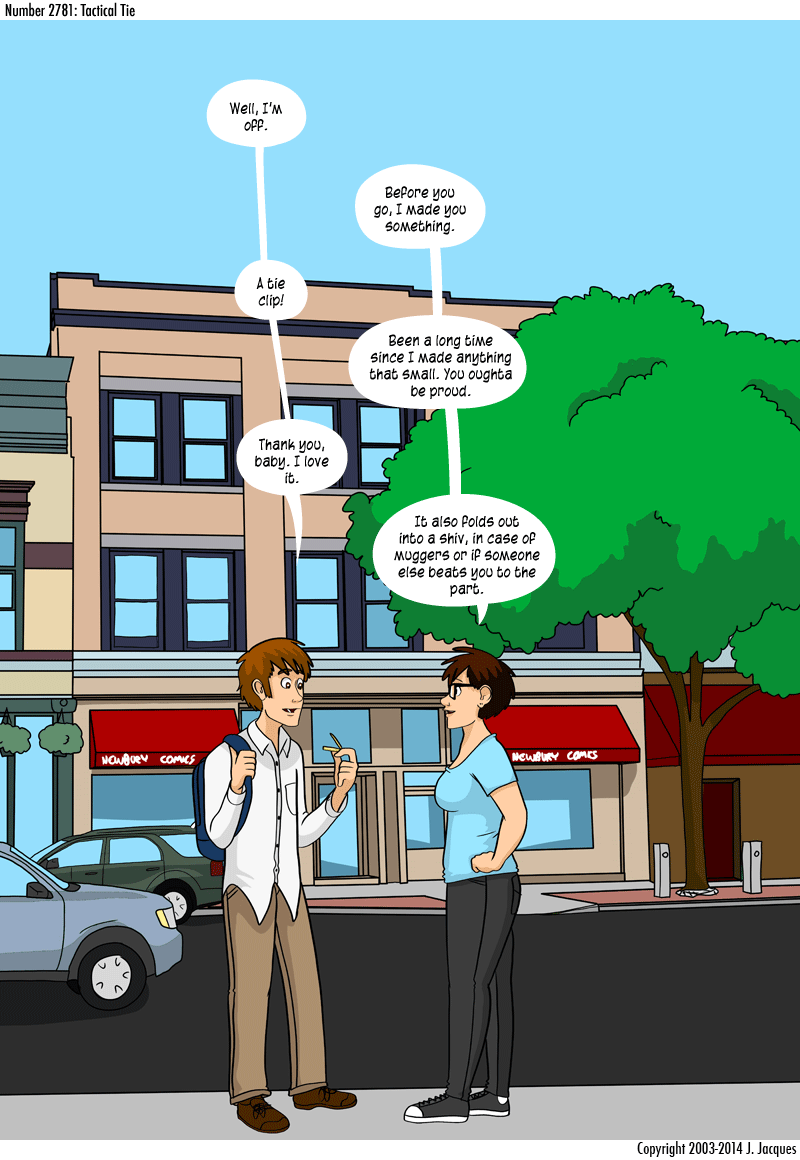 Number 2781: Tactical Tie
Well, I'm
off.
Before you
go, I made you
something.
A tie
clip!
Been a long time
since I made anything
that small. You oughta
be proud.
Thank you,
baby. I love
it.
It also folds out
into a shiv, in case of
muggers or if someone
else beats you to the
part.
NEWBURY COMICS
NEWBURY COMICS
Copyright 2003-2014 J. Jacques